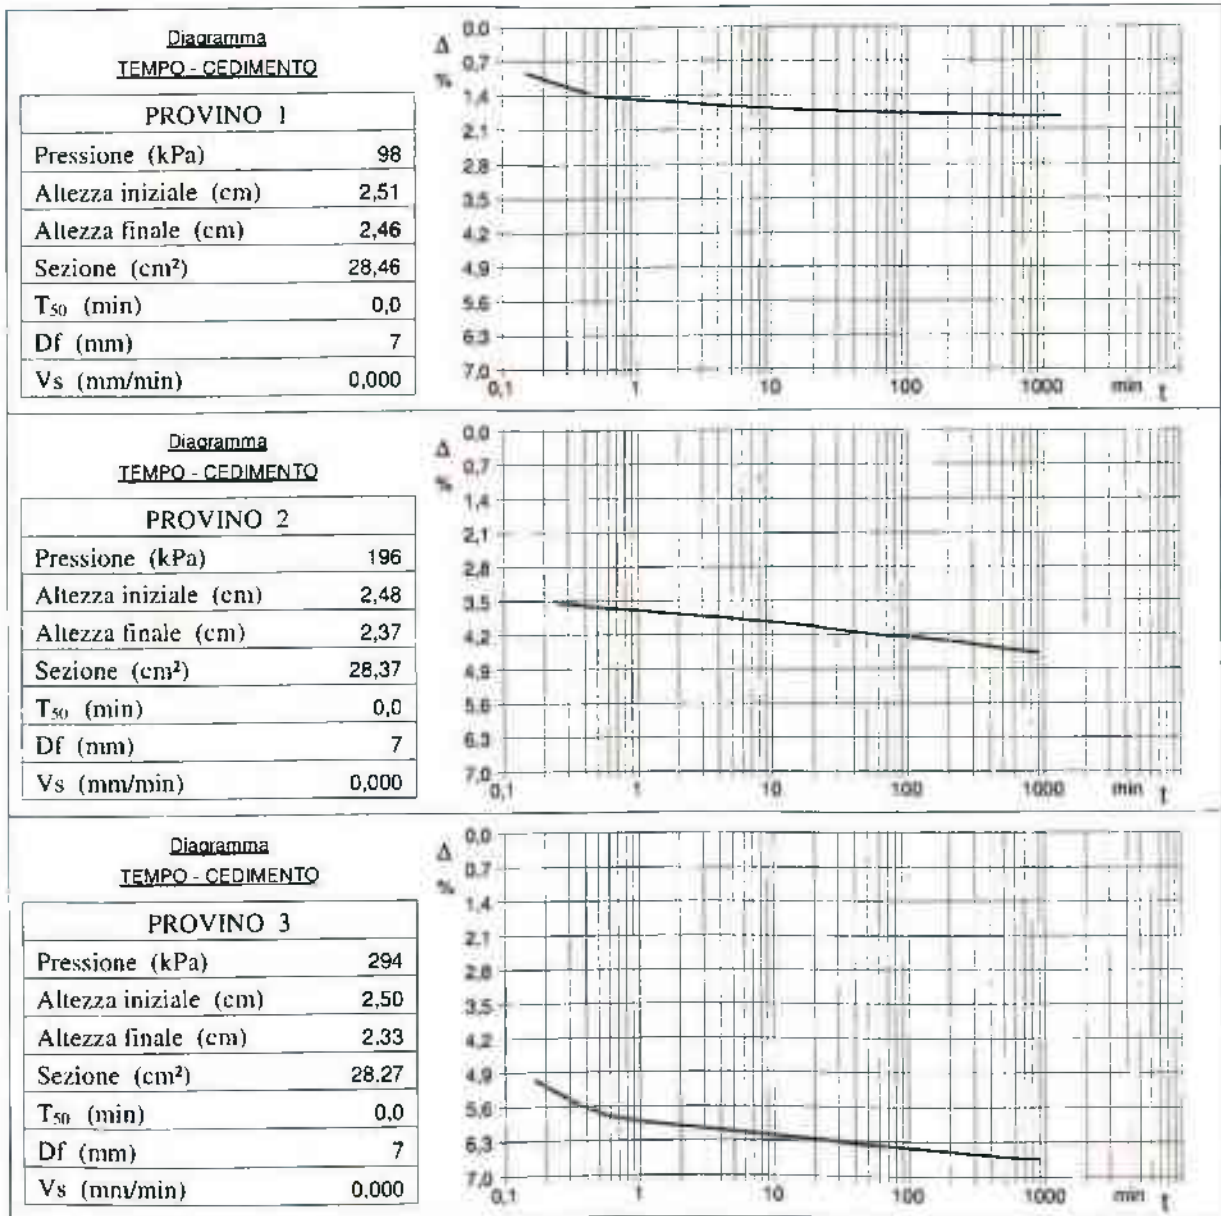 Diagramma
TEMPO - CEDIMENTO
PROVINO 1
Pressione (kPa) 98
Altezza iniziale (cm) 2,51
Altezza finale (cm) 2,46
Sezione (cm²) 28,46
T₅₀ (min) 0,0
Df (mm) 7
Vs (mm/min) 0,000
Δ
%
0,0
0,7
1,4
2,1
2,8
3,5
4,2
4,9
5,6
6,3
7,0
0,1 1 10 100 1000 min t
Diagramma
TEMPO - CEDIMENTO
PROVINO 2
Pressione (kPa) 196
Altezza iniziale (cm) 2,48
Altezza finale (cm) 2,37
Sezione (cm²) 28,37
T₅₀ (min) 0,0
Df (mm) 7
Vs (mm/min) 0,000
Δ
%
0,0
0,7
1,4
2,1
2,8
3,5
4,2
4,9
5,6
6,3
7,0
0,1 1 10 100 1000 min t
Diagramma
TEMPO - CEDIMENTO
PROVINO 3
Pressione (kPa) 294
Altezza iniziale (cm) 2,50
Altezza finale (cm) 2,33
Sezione (cm²) 28,27
T₅₀ (min) 0,0
Df (mm) 7
Vs (mm/min) 0,000
Δ
%
0,0
0,7
1,4
2,1
2,8
3,5
4,2
4,9
5,6
6,3
7,0
0,1 1 10 100 1000 min t